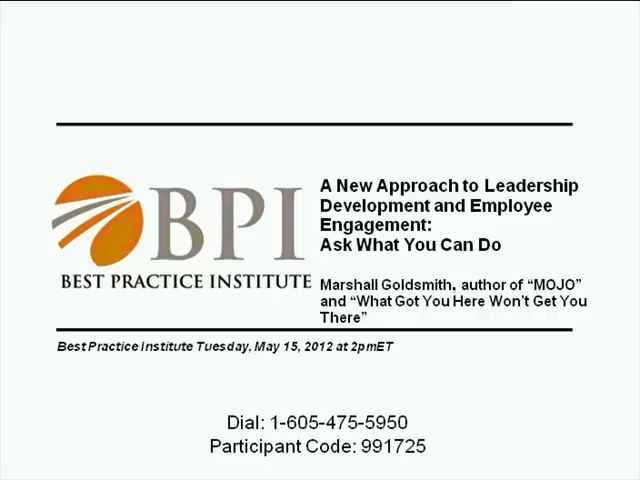 BPI
BEST PRACTICE INSTITUTE
A New Approach to Leadership
Development and Employee
Engagement:
Ask What You Can Do
Marshall Goldsmith, author of “MOJO”
and “What Got You Here Won’t Get You
There”
Best Practice Institute Tuesday, May 15, 2012 at 2pmET
Dial: 1-605-475-5950
Participant Code: 991725